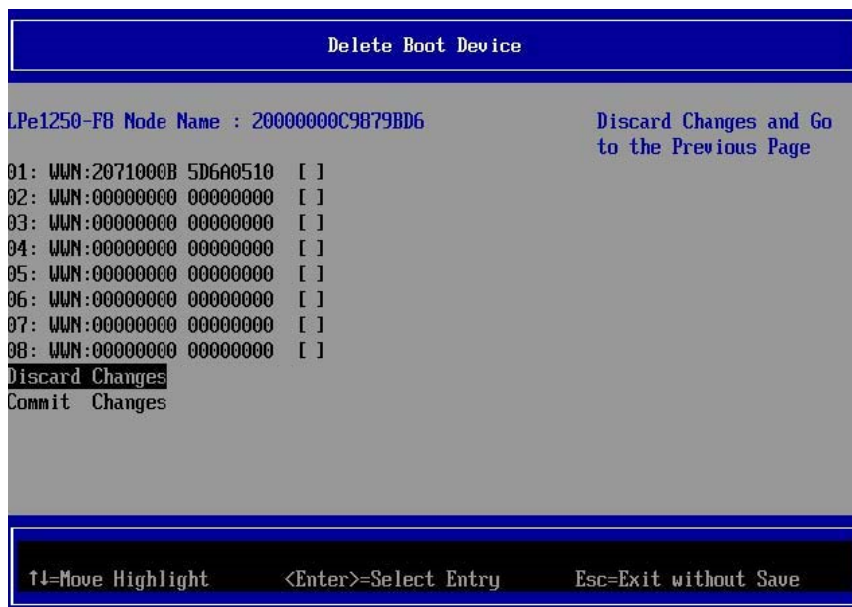 Delete Boot Device
LPe1250-F8 Node Name : 20000000C9879BD6
Discard Changes and Go
to the Previous Page
01: WWN:2071000B 5D6A0510 [ ]
02: WWN:00000000 00000000 [ ]
03: WWN:00000000 00000000 [ ]
04: WWN:00000000 00000000 [ ]
05: WWN:00000000 00000000 [ ]
06: WWN:00000000 00000000 [ ]
07: WWN:00000000 00000000 [ ]
08: WWN:00000000 00000000 [ ]
Discard Changes
Commit Changes
↑↓=Move Highlight <Enter>=Select Entry Esc=Exit without Save